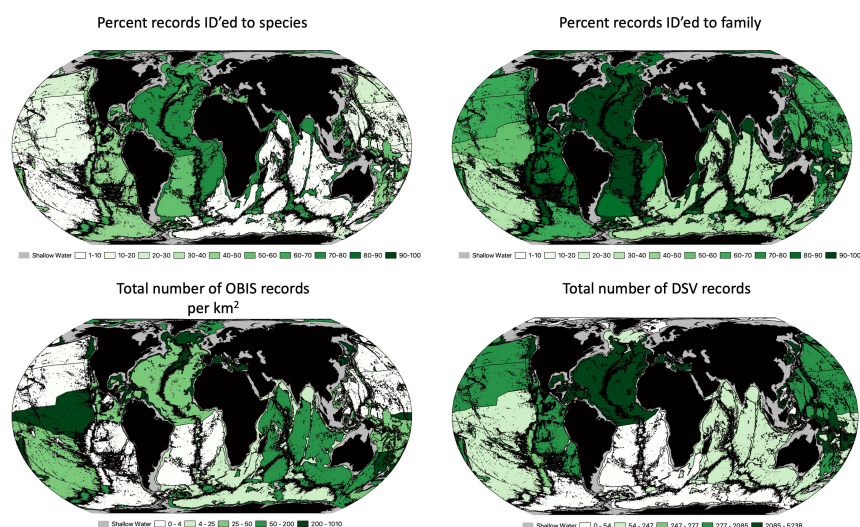 Percent records ID'ed to species
Percent records ID'ed to family
Shallow Water 1-10 10-20 20-30 30-40 40-50 50-60 60-70 70-80 80-90 90-100
Shallow Water 1-10 10-20 20-30 30-40 40-50 50-60 60-70 70-80 80-90 90-100
Total number of OBIS records
per km²
Total number of DSV records
Shallow Water 0 - 4 4 - 25 25 - 50 50 - 200 200 - 1010
Shallow Water 0 - 54 54 - 247 247 - 277 277 - 2085 2085 - 5238